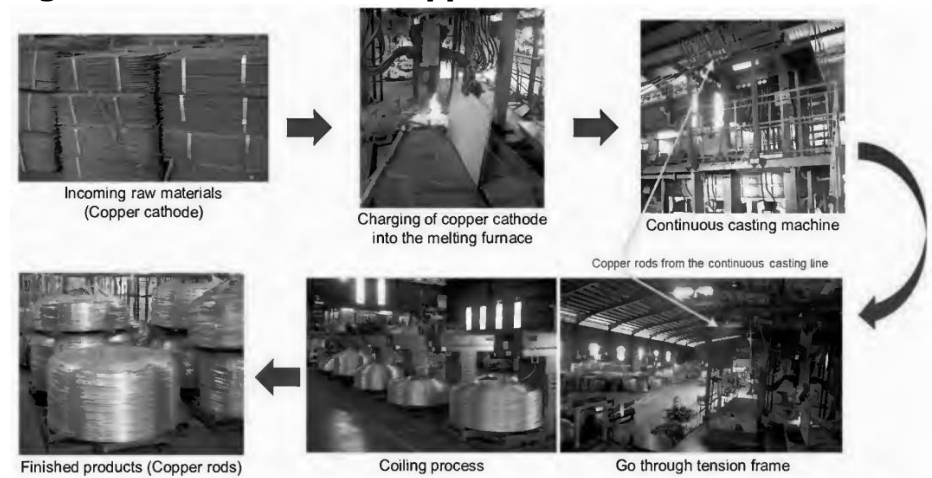 Incoming raw materials
(Copper cathode)
Charging of copper cathode
into the melting furnace
Continuous casting machine
Copper rods from the continuous casting line
Finished products (Copper rods)
Coiling process
Go through tension frame